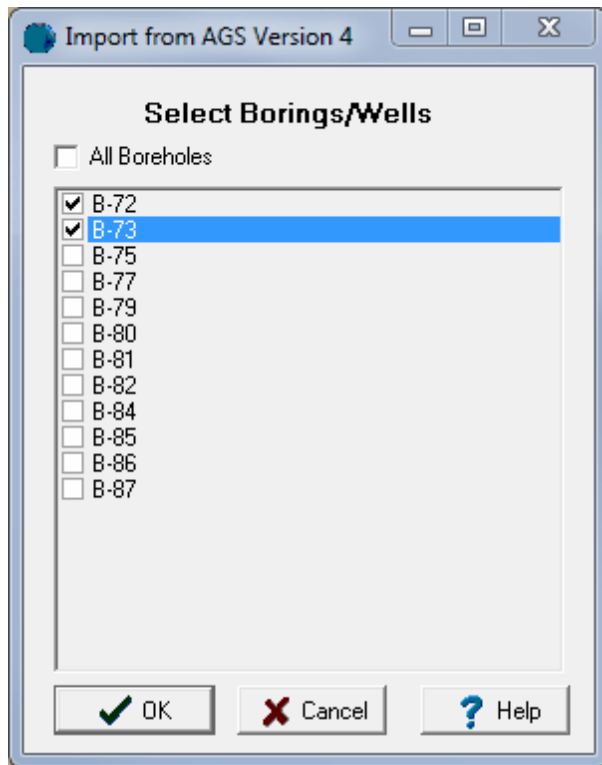 Import from AGS Version 4
Select Borings/Wells
All Boreholes
B-72
B-73
B-75
B-77
B-79
B-80
B-81
B-82
B-84
B-85
B-86
B-87
OK
Cancel
? Help